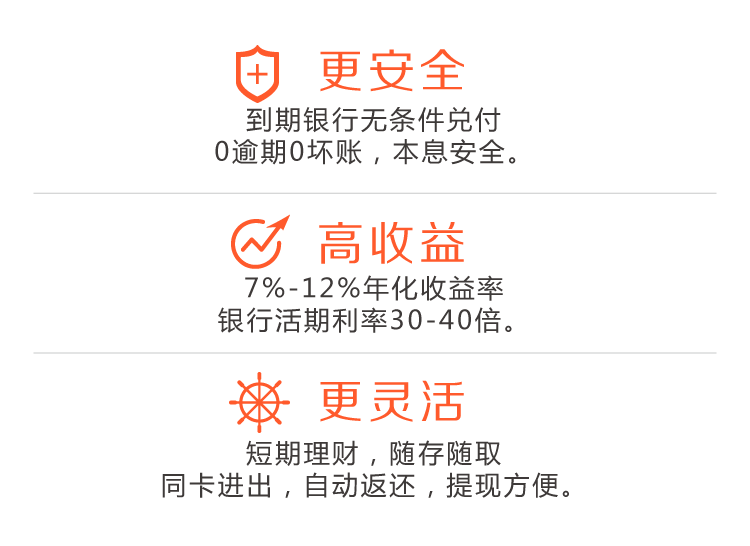 更安全
到期银行无条件兑付
0逾期0坏账，本息安全。
高收益
7%-12%年化收益率
银行活期利率30-40倍。
更灵活
短期理财，随存随取
同卡进出，自动返还，提现方便。